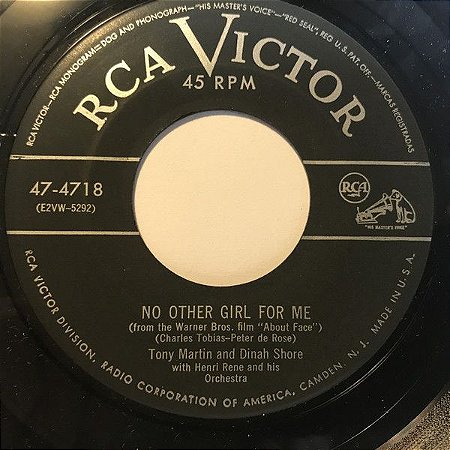 RCA VICTOR—RCA MONOGRAM—DOG AND PHONOGRAPH—"HIS MASTER'S VOICE"—"RED SEAL", REG U.S. PAT. OFF.—MARCAS REGISTRADAS
RCA VICTOR
45 RPM
47-4718
(E2VW-5292)
RCA
"HIS MASTER'S VOICE"
NO OTHER GIRL FOR ME
(from the Warner Bros. film "About Face")
(Charles Tobias-Peter de Rose)
Tony Martin and Dinah Shore
with Henri Rene and his
Orchestra
RCA VICTOR DIVISION, RADIO CORPORATION OF AMERICA, CAMDEN, N. J. MADE IN U.S.A.